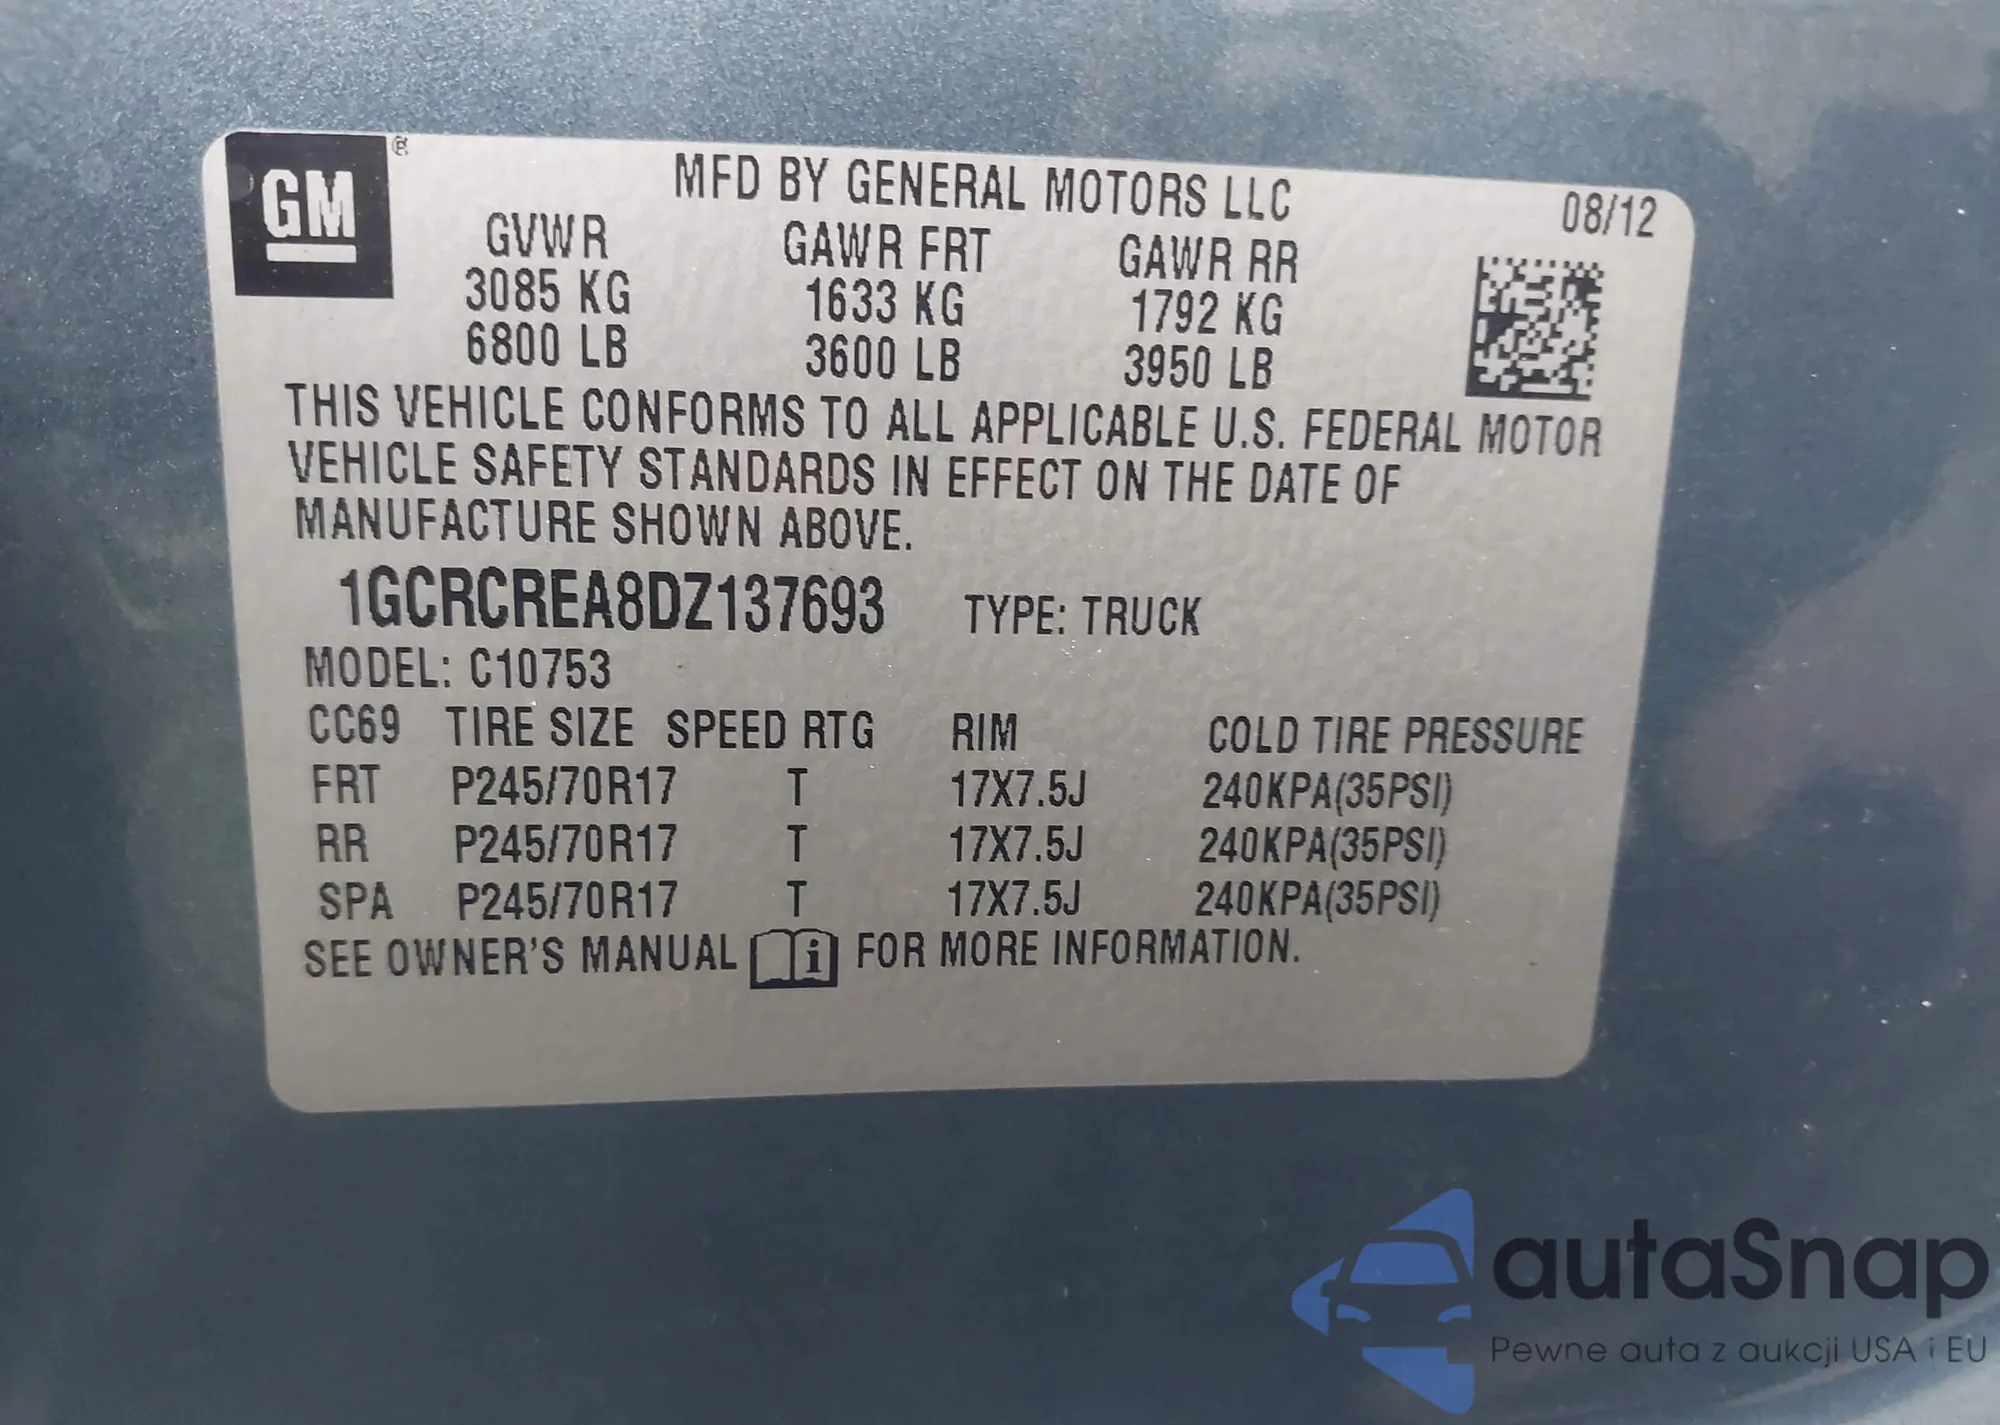 GM ®
MFD BY GENERAL MOTORS LLC 08/12
GVWR GAWR FRT GAWR RR
3085 KG 1633 KG 1792 KG
6800 LB 3600 LB 3950 LB
THIS VEHICLE CONFORMS TO ALL APPLICABLE U.S. FEDERAL MOTOR
VEHICLE SAFETY STANDARDS IN EFFECT ON THE DATE OF
MANUFACTURE SHOWN ABOVE.
1GCRCREA8DZ137693 TYPE: TRUCK
MODEL: C10753
CC69 TIRE SIZE SPEED RTG RIM COLD TIRE PRESSURE
FRT P245/70R17 T 17X7.5J 240KPA(35PSI)
RR P245/70R17 T 17X7.5J 240KPA(35PSI)
SPA P245/70R17 T 17X7.5J 240KPA(35PSI)
SEE OWNER'S MANUAL i FOR MORE INFORMATION.
autaSnap
Pewne auta z aukcji USA i EU